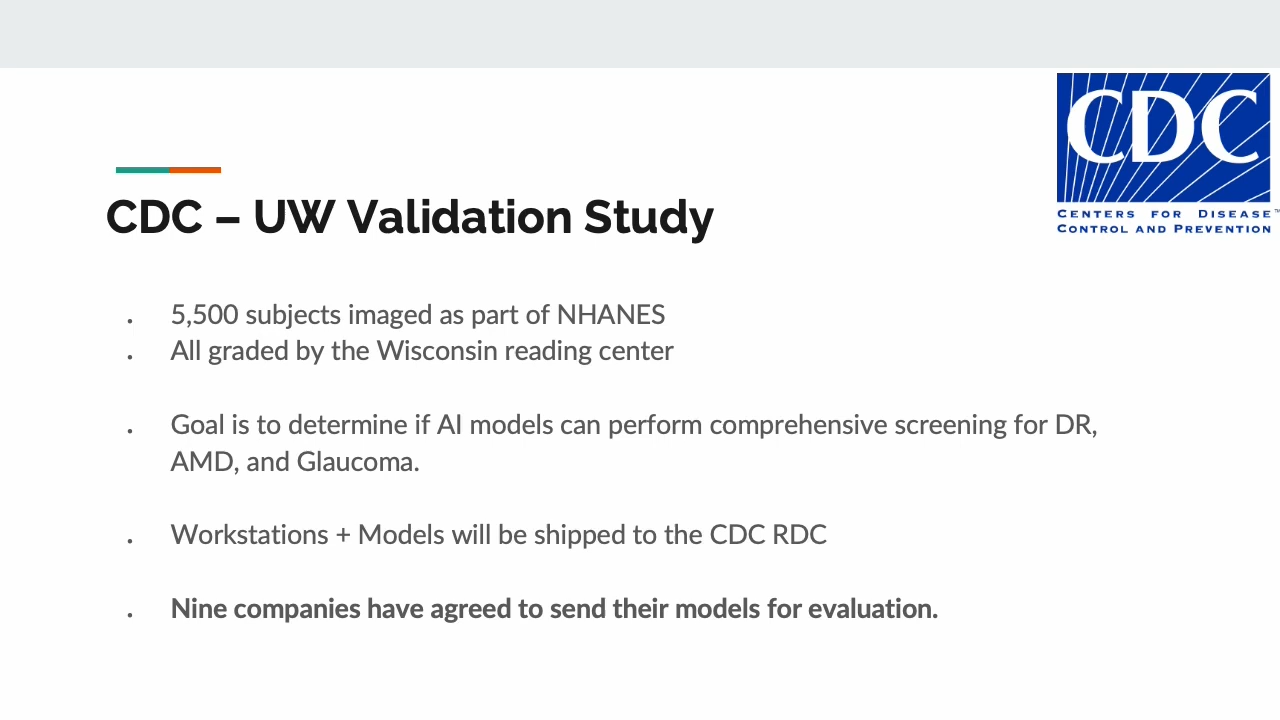 CDC
CENTERS FOR DISEASE
CONTROL AND PREVENTION
CDC – UW Validation Study
. 5,500 subjects imaged as part of NHANES
. All graded by the Wisconsin reading center
. Goal is to determine if AI models can perform comprehensive screening for DR,
AMD, and Glaucoma.
. Workstations + Models will be shipped to the CDC RDC
. Nine companies have agreed to send their models for evaluation.